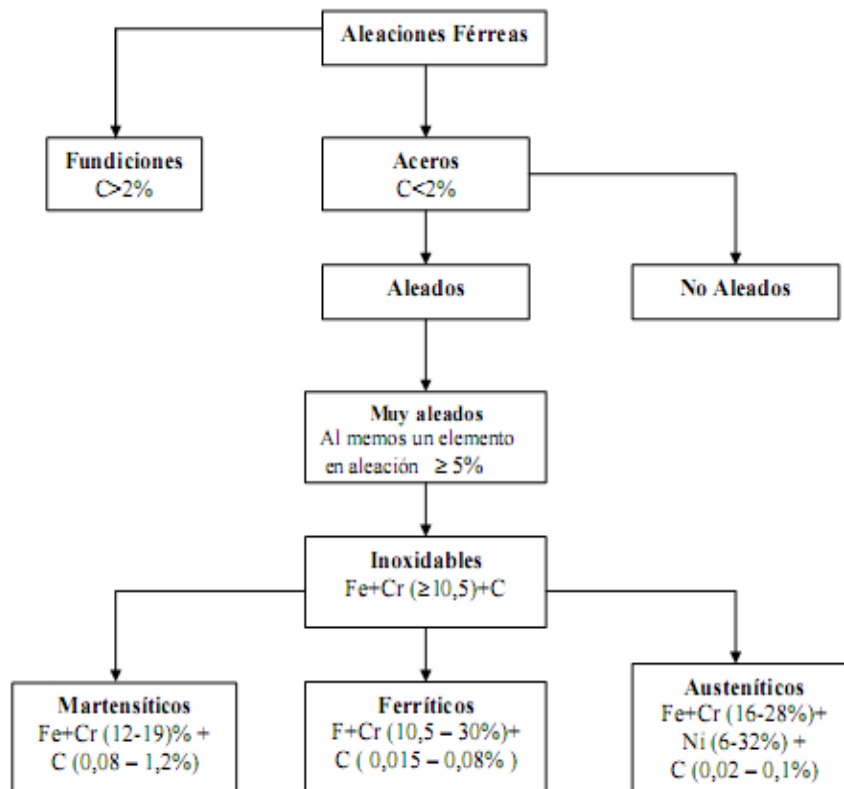 Aleaciones Férreas
Fundiciones
C>2%
Aceros
C<2%
Aleados
No Aleados
Muy aleados
Al memos un elemento
en aleación ≥ 5%
Inoxidables
Fe+Cr (≥10,5)+C
Martensíticos
Fe+Cr (12-19)% +
C (0,08 – 1,2%)
Ferríticos
F+Cr (10,5 – 30%)+
C ( 0,015 – 0,08% )
Austeníticos
Fe+Cr (16-28%)+
Ni (6-32%) +
C (0,02 – 0,1%)